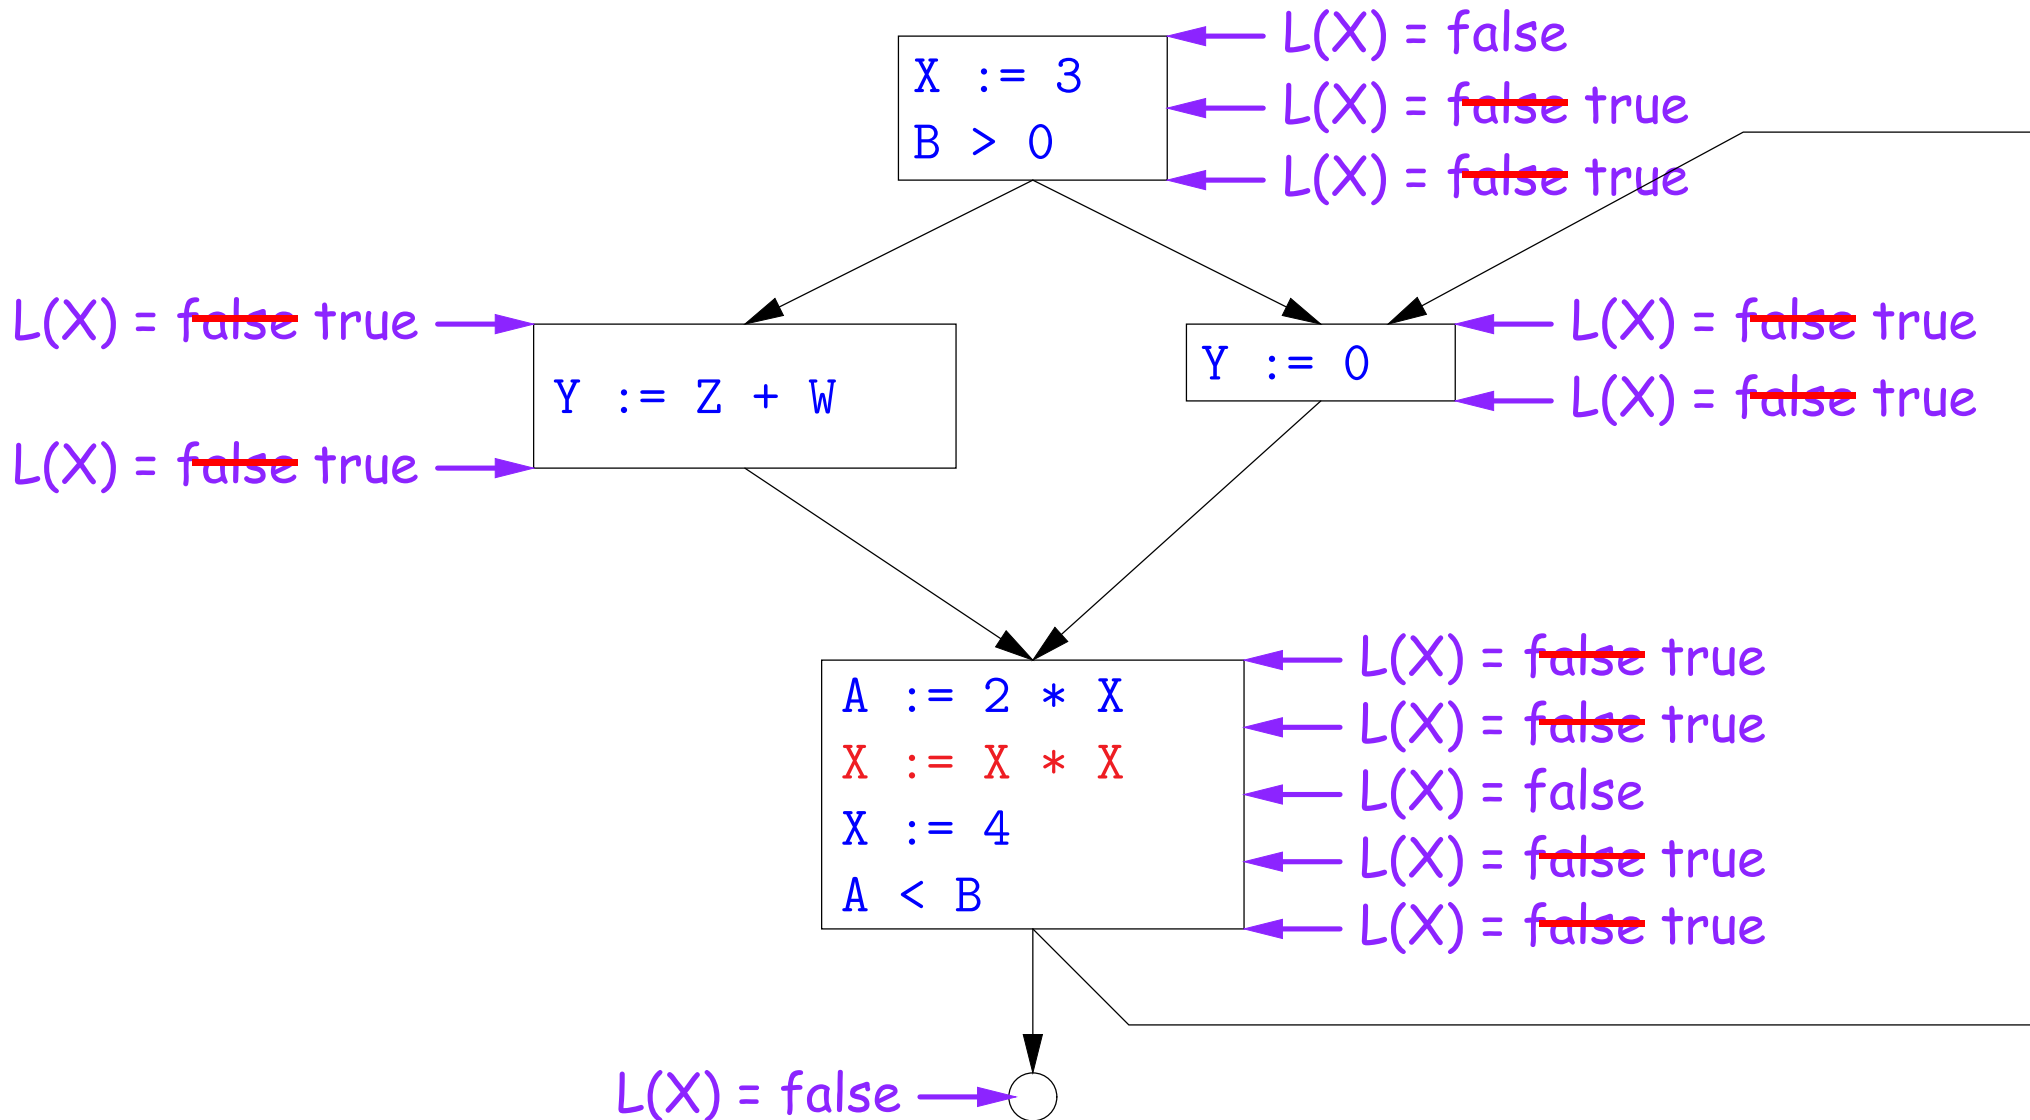 L(X) = false
X := 3
L(X) = false true
B > 0
L(X) = false true
L(X) = false true
L(X) = false true
Y := 0
Y := Z + W
L(X) = false true
L(X) = false true
L(X) = false true
A := 2 * X
L(X) = false true
X := X * X
L(X) = false
X := 4
L(X) = false true
A < B
L(X) = false true
L(X) = false